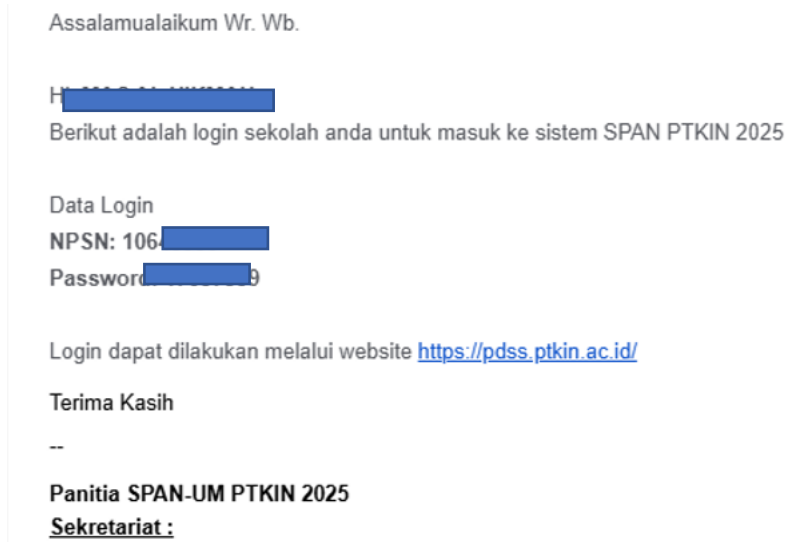 Assalamualaikum Wr. Wb.
Berikut adalah login sekolah anda untuk masuk ke sistem SPAN PTKIN 2025
Data Login
NPSN: 106
Password
Login dapat dilakukan melalui website https://pdss.ptkin.ac.id/
Terima Kasih
--
Panitia SPAN-UM PTKIN 2025
Sekretariat :